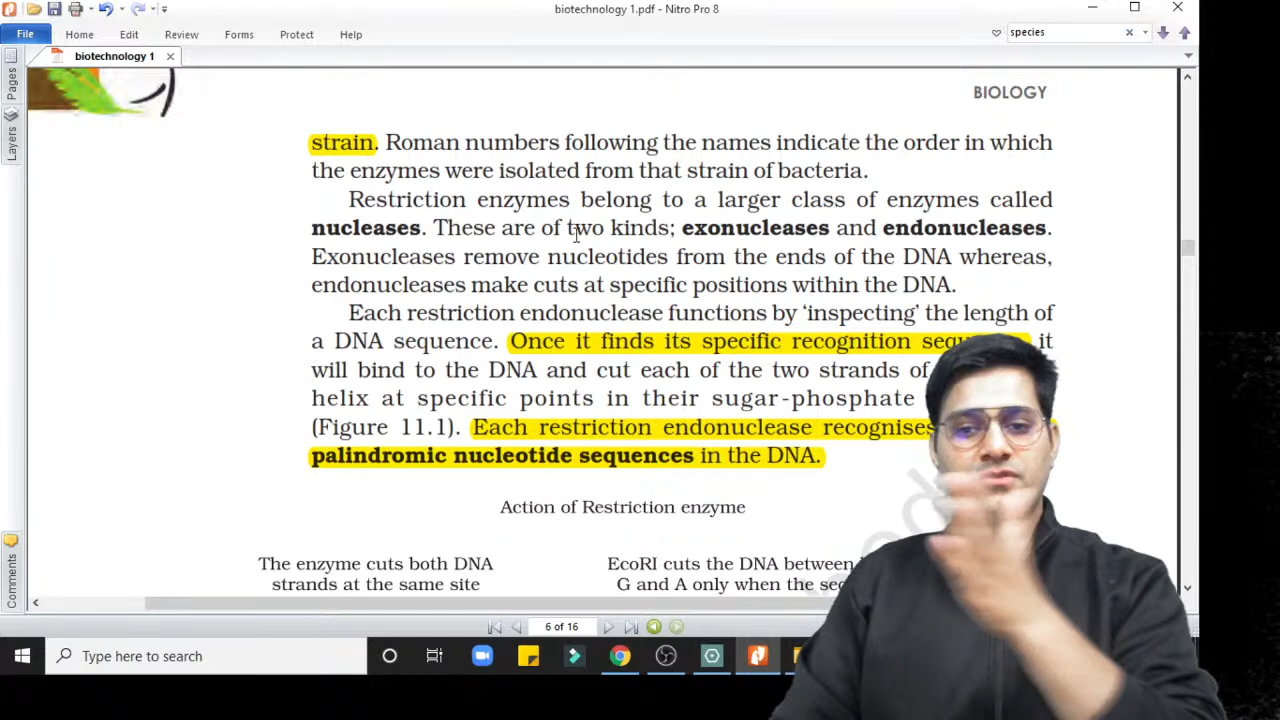 biotechnology 1.pdf - Nitro Pro 8
File Home Edit Review Forms Protect Help
species
biotechnology 1
Pages
Layers
Comments
BIOLOGY
strain. Roman numbers following the names indicate the order in which
the enzymes were isolated from that strain of bacteria.
Restriction enzymes belong to a larger class of enzymes called
nucleases. These are of two kinds; exonucleases and endonucleases.
Exonucleases remove nucleotides from the ends of the DNA whereas,
endonucleases make cuts at specific positions within the DNA.
Each restriction endonuclease functions by ‘inspecting’ the length of
a DNA sequence. Once it finds its specific recognition it
will bind to the DNA and cut each of the two strands of
helix at specific points in their sugar-phosphate
(Figure 11.1). Each restriction endonuclease recognises
palindromic nucleotide sequences in the DNA.
Action of Restriction enzyme
The enzyme cuts both DNA
strands at the same site
EcoRI cuts the DNA between
G and A only when the
6 of 16
Type here to search